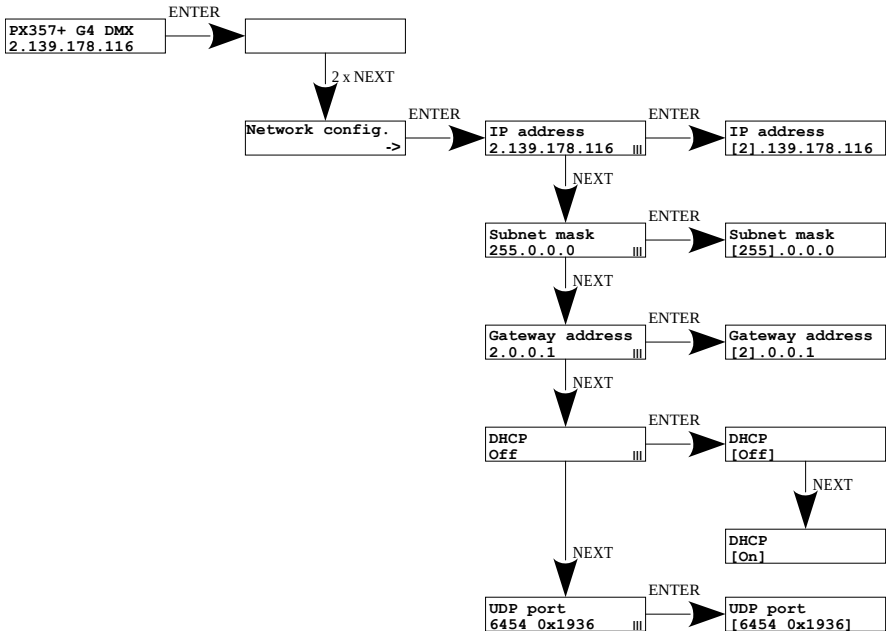 ENTER
PX357+ G4 DMX
2.139.178.116
2 x NEXT
Network config.
->
ENTER
IP address
2.139.178.116
ENTER
IP address
[2].139.178.116
NEXT
Subnet mask
255.0.0.0
ENTER
Subnet mask
[255].0.0.0
NEXT
Gateway address
2.0.0.1
ENTER
Gateway address
[2].0.0.1
NEXT
DHCP
Off
ENTER
DHCP
[Off]
NEXT
DHCP
[On]
NEXT
UDP port
6454 0x1936
ENTER
UDP port
[6454 0x1936]